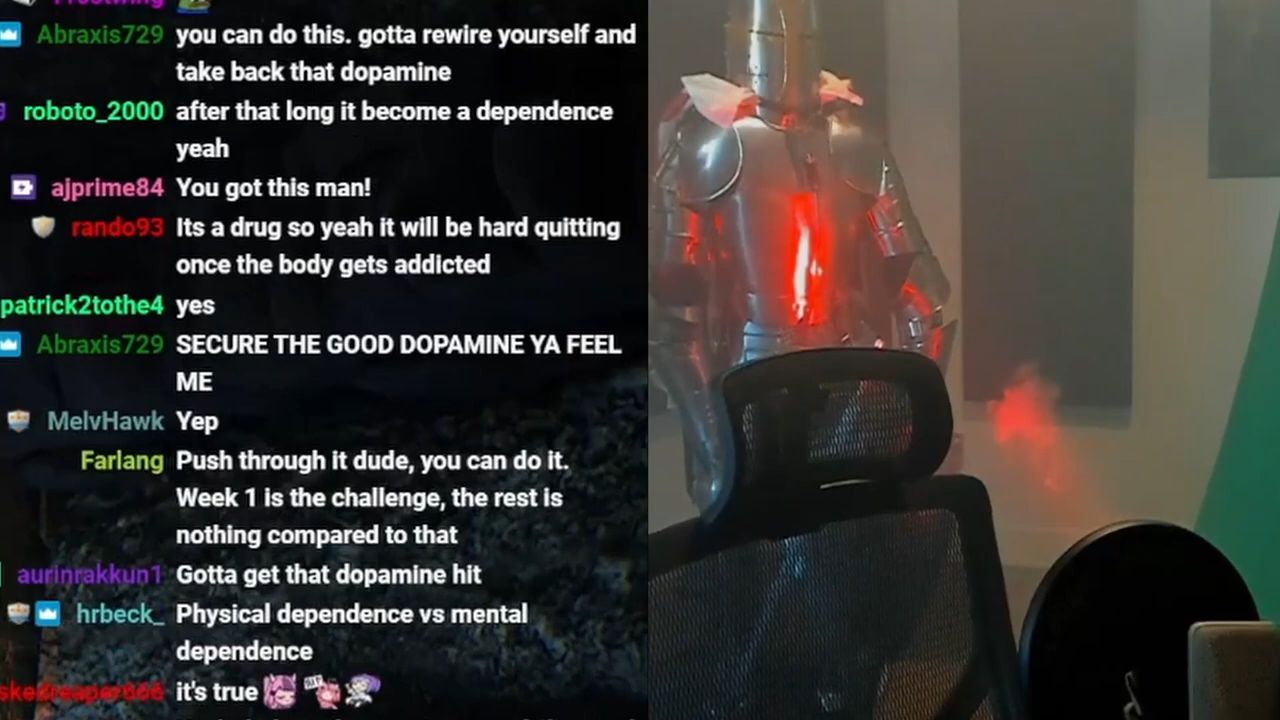 Abraxis729 you can do this. gotta rewire yourself and
take back that dopamine
roboto_2000 after that long it become a dependence
yeah
ajprime84 You got this man!
rando93 Its a drug so yeah it will be hard quitting
once the body gets addicted
patrick2tothe4 yes
Abraxis729 SECURE THE GOOD DOPAMINE YA FEEL
ME
MelvHawk Yep
Farlang Push through it dude, you can do it.
Week 1 is the challenge, the rest is
nothing compared to that
aurinrakkun1 Gotta get that dopamine hit
hrbeck_ Physical dependence vs mental
dependence
skedreaper666 it's true